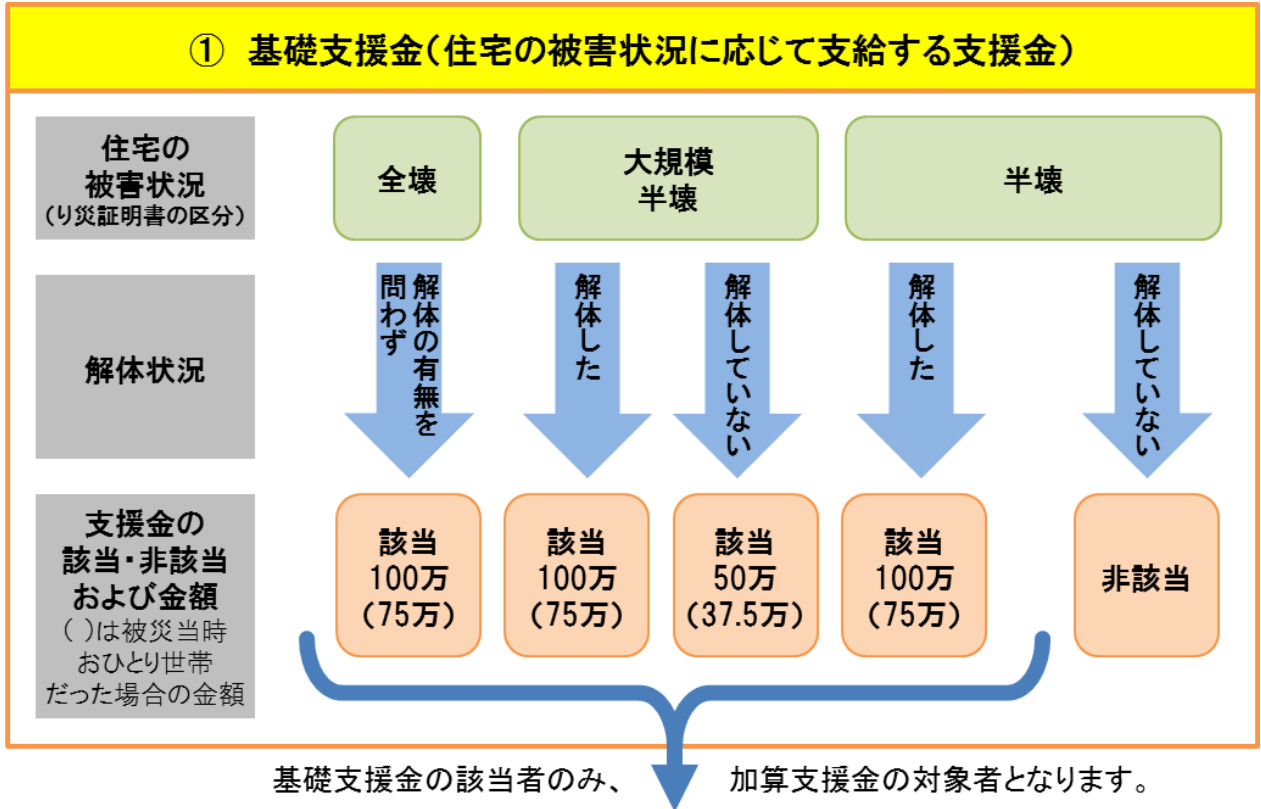 ① 基礎支援金(住宅の被害状況に応じて支給する支援金)
住宅の
被害状況
(り災証明書の区分)
全壊
大規模
半壊
半壊
解体状況
解体の有無を
問わず
解体した
解体していない
解体した
解体していない
支援金の
該当・非該当
および金額
( )は被災当時
おひとり世帯
だった場合の金額
該当
100万
(75万)
該当
100万
(75万)
該当
50万
(37.5万)
該当
100万
(75万)
非該当
基礎支援金の該当者のみ、 加算支援金の対象者となります。